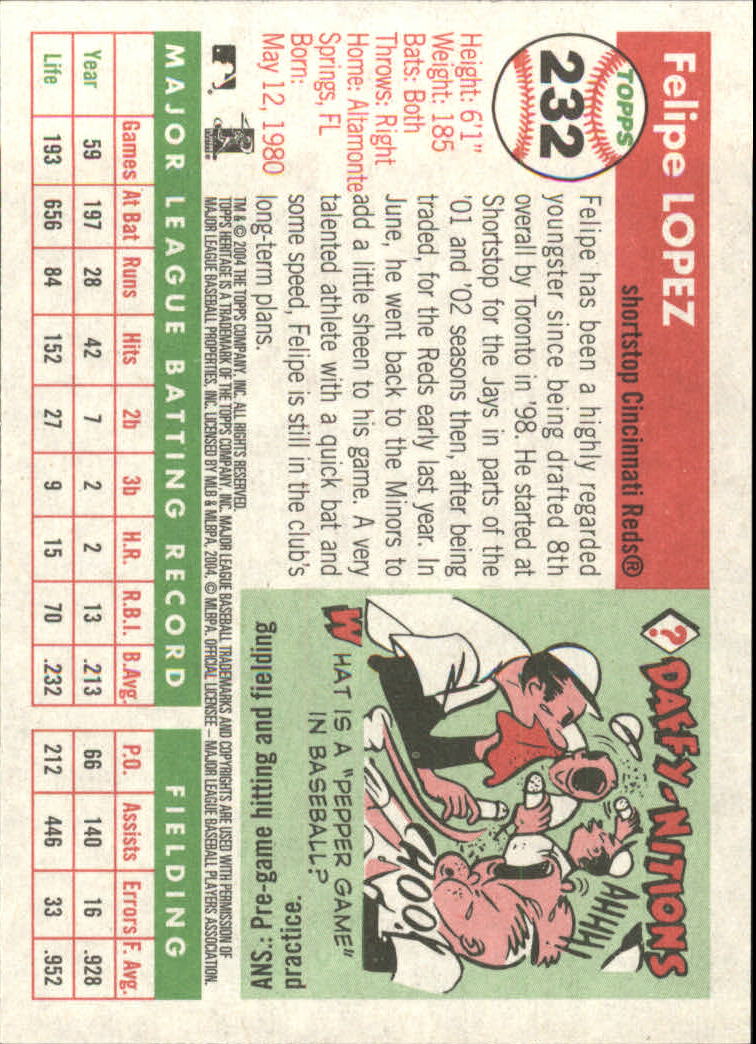 TOPPS
232
Felipe LOPEZ
shortstop Cincinnati Reds®
Height: 6'1"
Weight: 185
Bats: Both
Throws: Right
Home: Altamonte
Springs, FL
Born:
May 12, 1980
Felipe has been a highly regarded
youngster since being drafted 8th
overall by Toronto in '98. He started at
Shortstop for the Jays in parts of the
'01 and '02 seasons then, after being
traded, for the Reds early last year. In
June, he went back to the Minors to
add a little sheen to his game. A very
talented athlete with a quick bat and
some speed, Felipe is still in the club's
long-term plans.
? DAFFY-NITIONS
AHHH
CHOO!
WHAT IS A "PEPPER GAME"
IN BASEBALL?
ANS.: Pre-game hitting and fielding
practice.
TM & © 2004 THE TOPPS COMPANY, INC. ALL RIGHTS RESERVED.
TOPPS HERITAGE IS A TRADEMARK OF THE TOPPS COMPANY, INC. MAJOR LEAGUE BASEBALL TRADEMARKS AND COPYRIGHTS ARE USED WITH PERMISSION OF
MAJOR LEAGUE BASEBALL PROPERTIES, INC. LICENSED BY MLB & MLBPA, 2004. © MLBPA. OFFICIAL LICENSEE – MAJOR LEAGUE BASEBALL PLAYERS ASSOCIATION.
MAJOR LEAGUE BATTING RECORD FIELDING
Games At Bat Runs Hits 2b 3b H.R. R.B.I. B.Avg. P.O. Assists Errors F. Avg.
Year 59 197 28 42 7 2 2 13 .213 66 140 16 .928
Life 193 656 84 152 27 9 15 70 .232 212 446 33 .952